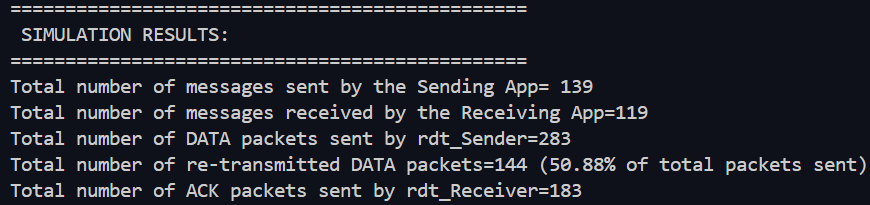 ===============================================
SIMULATION RESULTS:
===============================================
Total number of messages sent by the Sending App= 139
Total number of messages received by the Receiving App=119
Total number of DATA packets sent by rdt_Sender=283
Total number of re-transmitted DATA packets=144 (50.88% of total packets sent)
Total number of ACK packets sent by rdt_Receiver=183